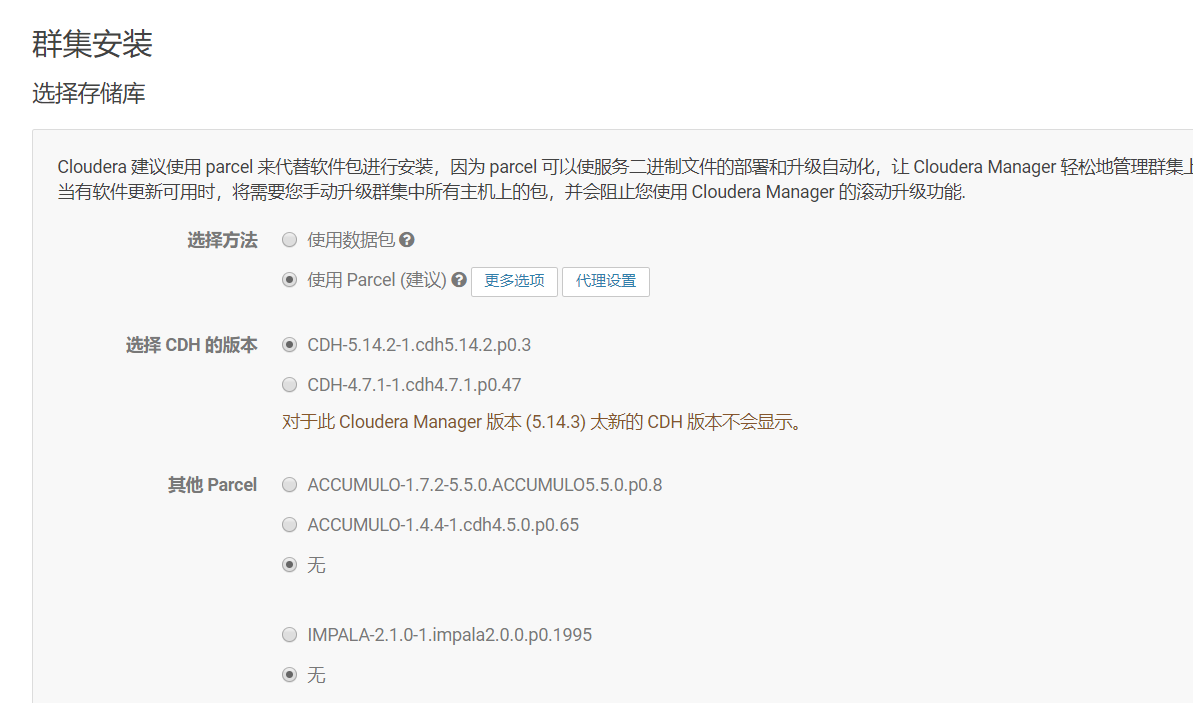 群集安装
选择存储库
Cloudera 建议使用 parcel 来代替软件包进行安装，因为 parcel 可以使服务二进制文件的部署和升级自动化，让 Cloudera Manager 轻松地管理群集上
当有软件更新可用时，将需要您手动升级群集中所有主机上的包，并会阻止您使用 Cloudera Manager 的滚动升级功能.
选择方法 使用数据包 ?
使用 Parcel (建议) ? 更多选项 代理设置
选择 CDH 的版本 CDH-5.14.2-1.cdh5.14.2.p0.3
CDH-4.7.1-1.cdh4.7.1.p0.47
对于此 Cloudera Manager 版本 (5.14.3) 太新的 CDH 版本不会显示。
其他 Parcel ACCUMULO-1.7.2-5.5.0.ACCUMULO5.5.0.p0.8
ACCUMULO-1.4.4-1.cdh4.5.0.p0.65
无
IMPALA-2.1.0-1.impala2.0.0.p0.1995
无